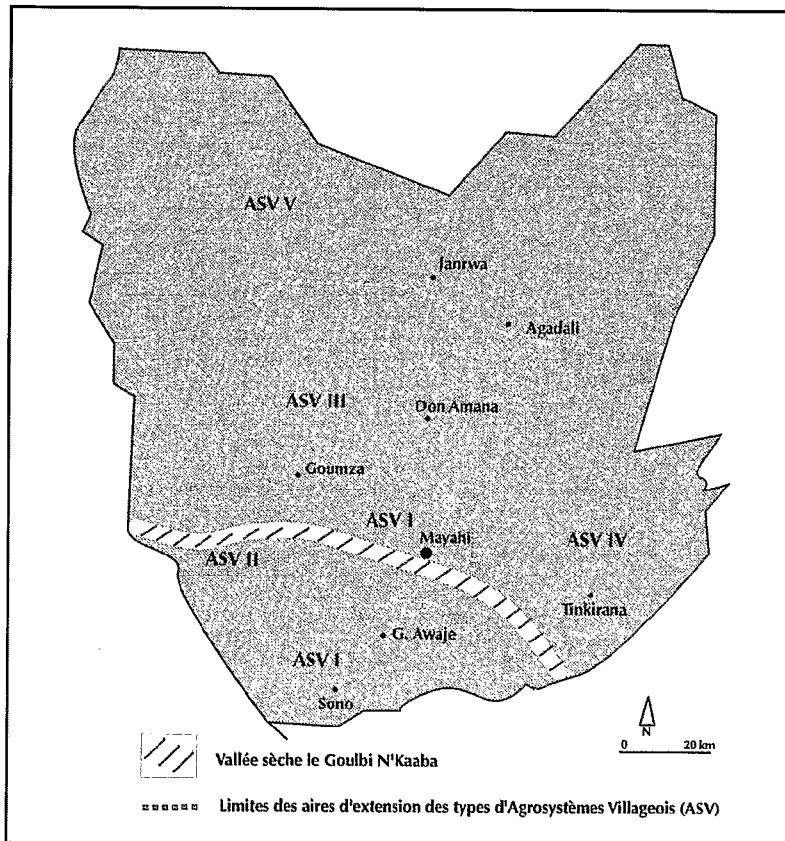 ASV V
Janrwa
Agadali
ASV III
Don Amana
Goumza
ASV I
Mayahi
ASV II
ASV IV
Tinkirana
G. Awaje
ASV I
Sono
N
0 20 km
Vallée sèche le Goulbi N'Kaaba
Limites des aires d'extension des types d'Agrosystèmes Villageois (ASV)